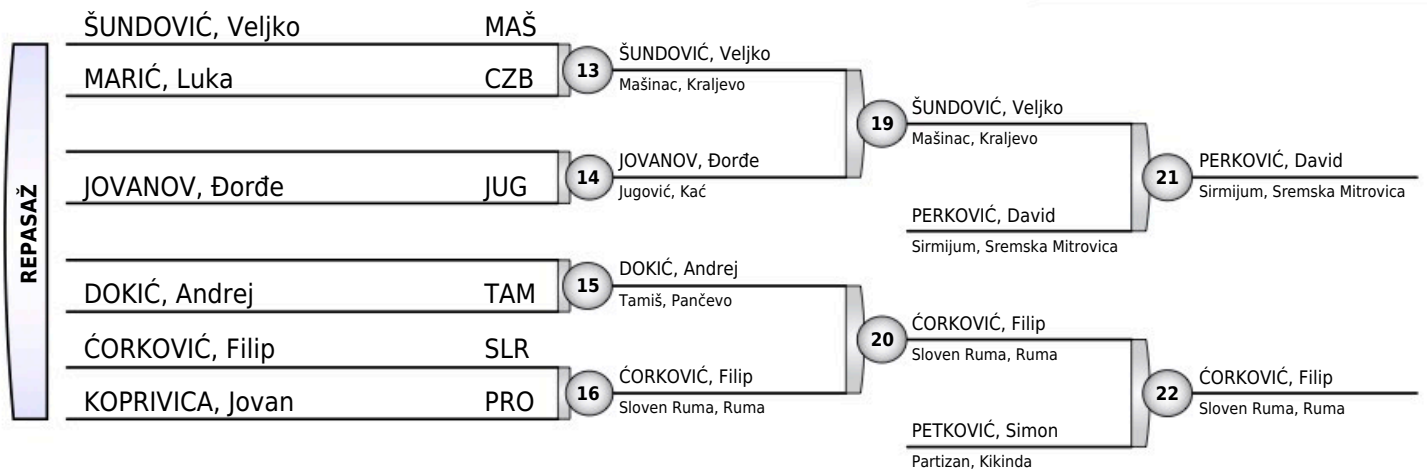 REPASAŽ
ŠUNDOVIĆ, Veljko MAŠ
MARIĆ, Luka CZB
JOVANOV, Đorđe JUG
DOKIĆ, Andrej TAM
ĆORKOVIĆ, Filip SLR
KOPRIVICA, Jovan PRO
13
ŠUNDOVIĆ, Veljko
Mašinac, Kraljevo
14
JOVANOV, Đorđe
Jugović, Kać
15
DOKIĆ, Andrej
Tamiš, Pančevo
16
ĆORKOVIĆ, Filip
Sloven Ruma, Ruma
19
ŠUNDOVIĆ, Veljko
Mašinac, Kraljevo
PERKOVIĆ, David
Sirmijum, Sremska Mitrovica
20
ĆORKOVIĆ, Filip
Sloven Ruma, Ruma
PETKOVIĆ, Simon
Partizan, Kikinda
21
PERKOVIĆ, David
Sirmijum, Sremska Mitrovica
22
ĆORKOVIĆ, Filip
Sloven Ruma, Ruma